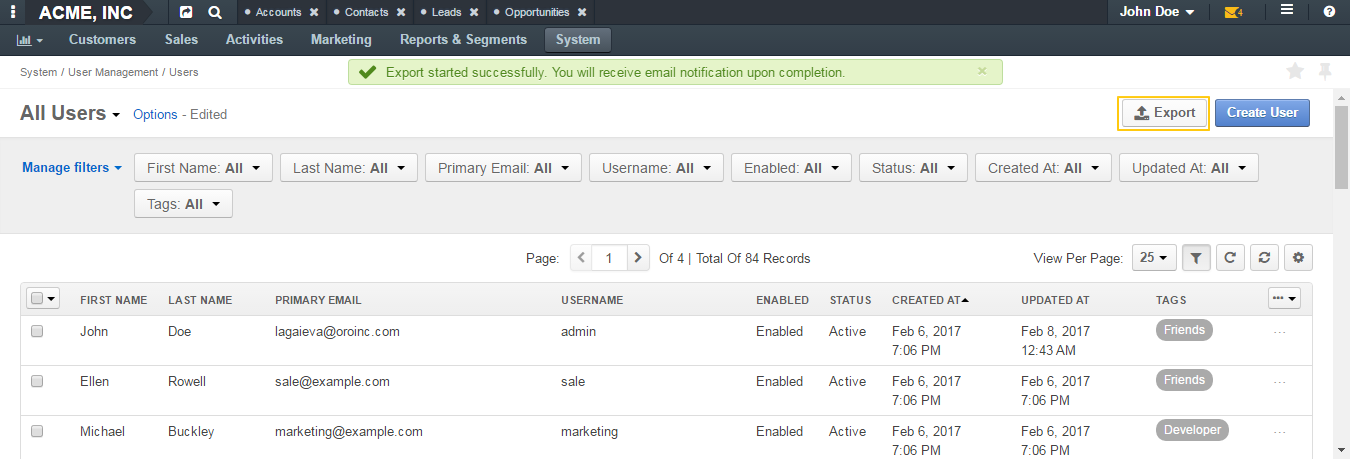 ACME, INC
Accounts Contacts Leads Opportunities
John Doe
4
Customers Sales Activities Marketing Reports & Segments System
System / User Management / Users
Export started successfully. You will receive email notification upon completion.
All Users Options - Edited
Export Create User
Manage filters First Name: All Last Name: All Primary Email: All Username: All Enabled: All Status: All Created At: All Updated At: All
Tags: All
Page: 1 Of 4 | Total Of 84 Records View Per Page: 25
FIRST NAME LAST NAME PRIMARY EMAIL USERNAME ENABLED STATUS CREATED AT UPDATED AT TAGS
John Doe lagaieva@oroinc.com admin Enabled Active Feb 6, 2017 Feb 8, 2017 Friends
7:06 PM 12:43 AM
Ellen Rowell sale@example.com sale Enabled Active Feb 6, 2017 Feb 6, 2017 Friends
7:06 PM 7:06 PM
Michael Buckley marketing@example.com marketing Enabled Active Feb 6, 2017 Feb 6, 2017 Developer
7:06 PM 7:06 PM